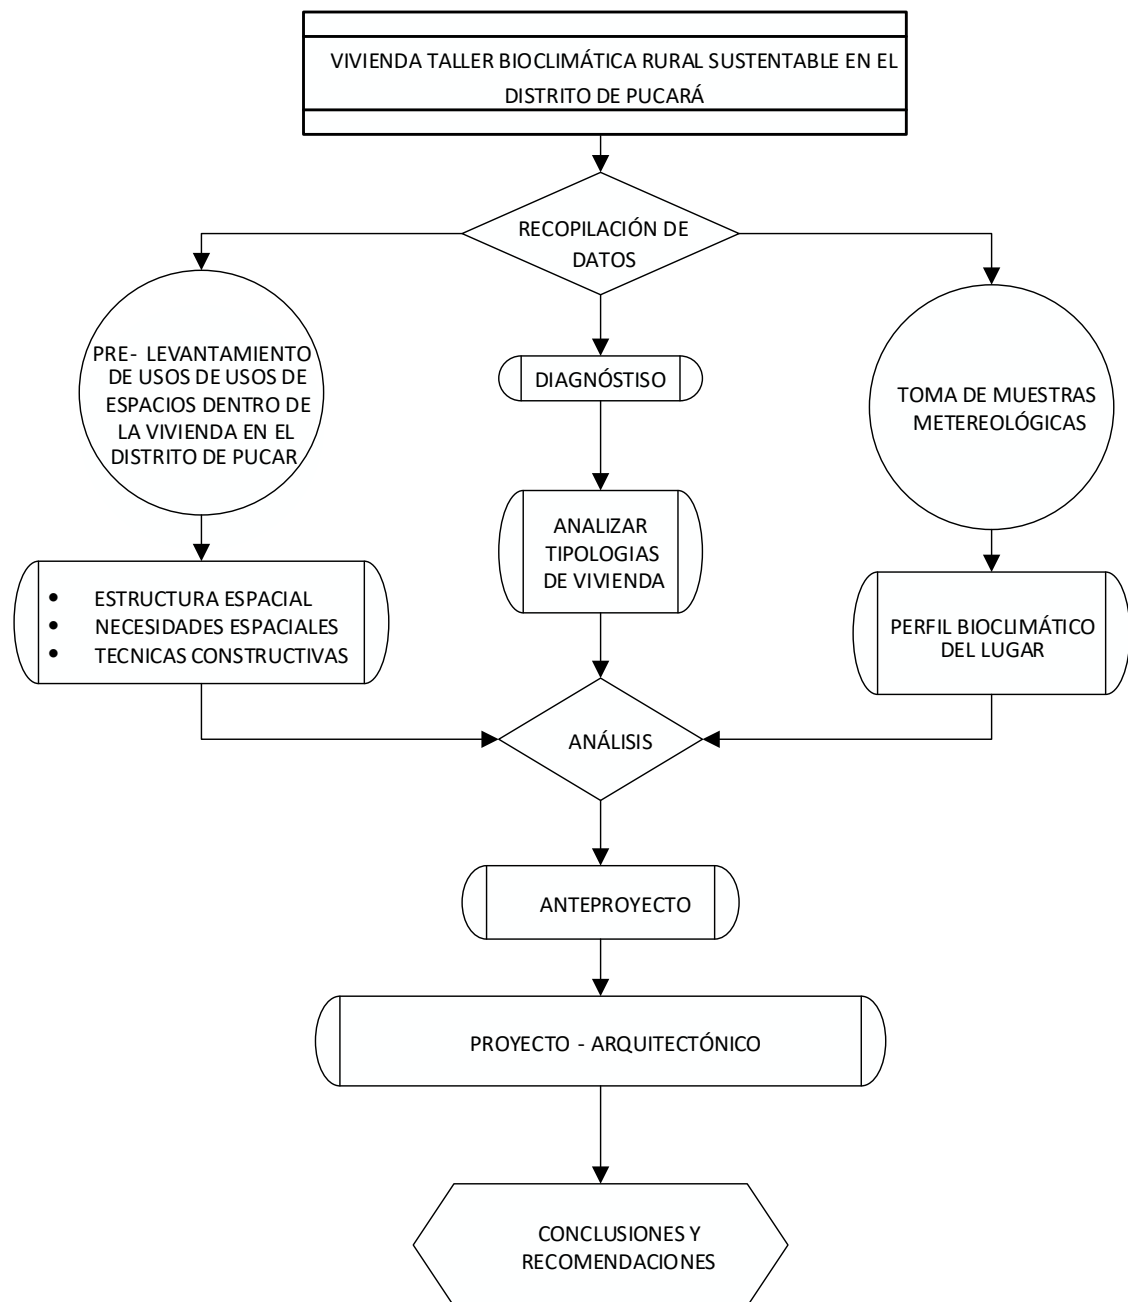 VIVIENDA TALLER BIOCLIMÁTICA RURAL SUSTENTABLE EN EL
DISTRITO DE PUCARÁ
RECOPILACIÓN DE
DATOS
PRE- LEVANTAMIENTO
DE USOS DE USOS DE
ESPACIOS DENTRO DE
LA VIVIENDA EN EL
DISTRITO DE PUCAR
DIAGNÓSTISO
TOMA DE MUESTRAS
METEREOLÓGICAS
ANALIZAR
TIPOLOGIAS
DE VIVIENDA
• ESTRUCTURA ESPACIAL
• NECESIDADES ESPACIALES
• TECNICAS CONSTRUCTIVAS
PERFIL BIOCLIMÁTICO
DEL LUGAR
ANÁLISIS
ANTEPROYECTO
PROYECTO - ARQUITECTÓNICO
CONCLUSIONES Y
RECOMENDACIONES